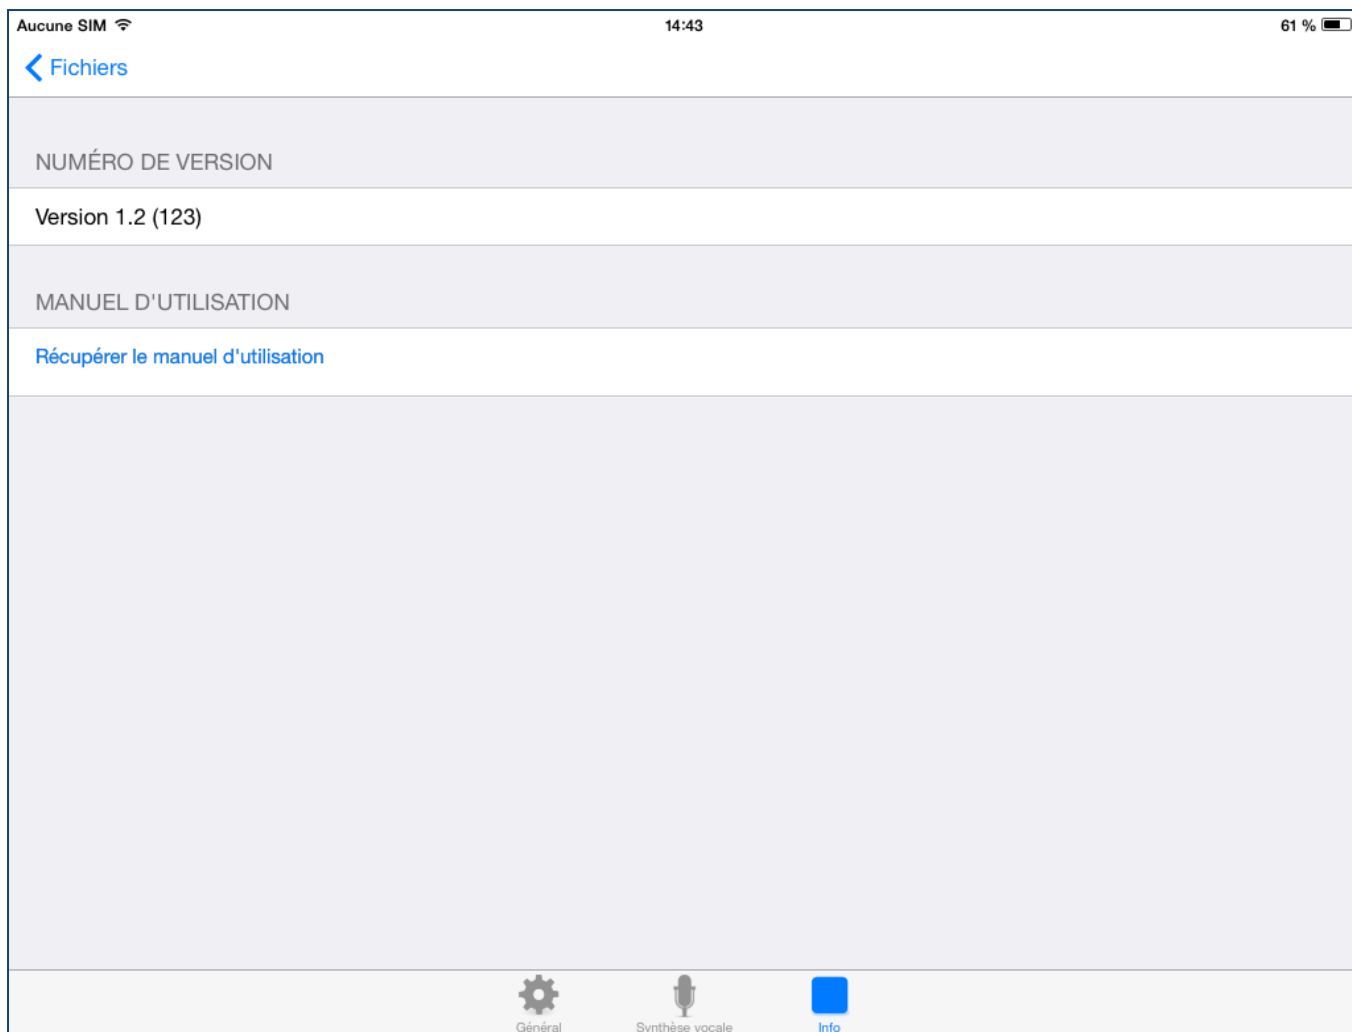 Aucune SIM 14:43 61 %
Fichiers
NUMÉRO DE VERSION
Version 1.2 (123)
MANUEL D'UTILISATION
Récupérer le manuel d'utilisation
Général Synthèse vocale Info